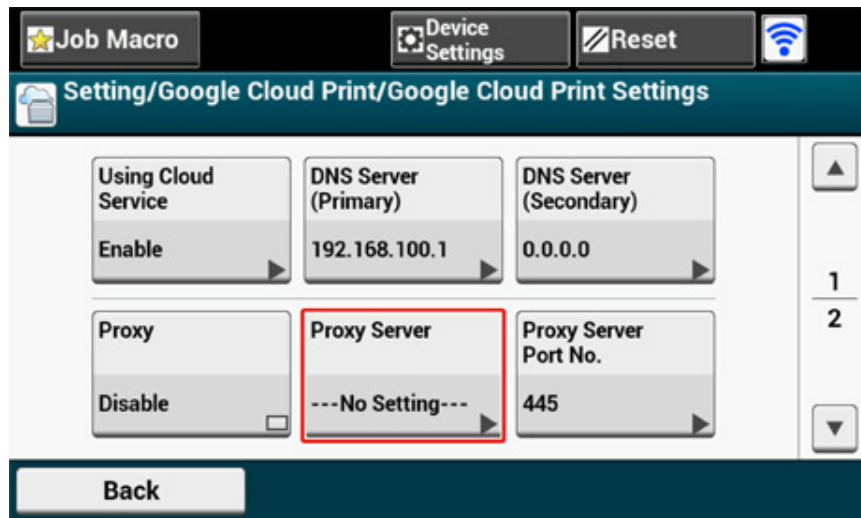 Job Macro
Device
Settings
Reset
Setting/Google Cloud Print/Google Cloud Print Settings
Using Cloud
Service
Enable
DNS Server
(Primary)
192.168.100.1
DNS Server
(Secondary)
0.0.0.0
1
2
Proxy
Disable
Proxy Server
---No Setting---
Proxy Server
Port No.
445
Back